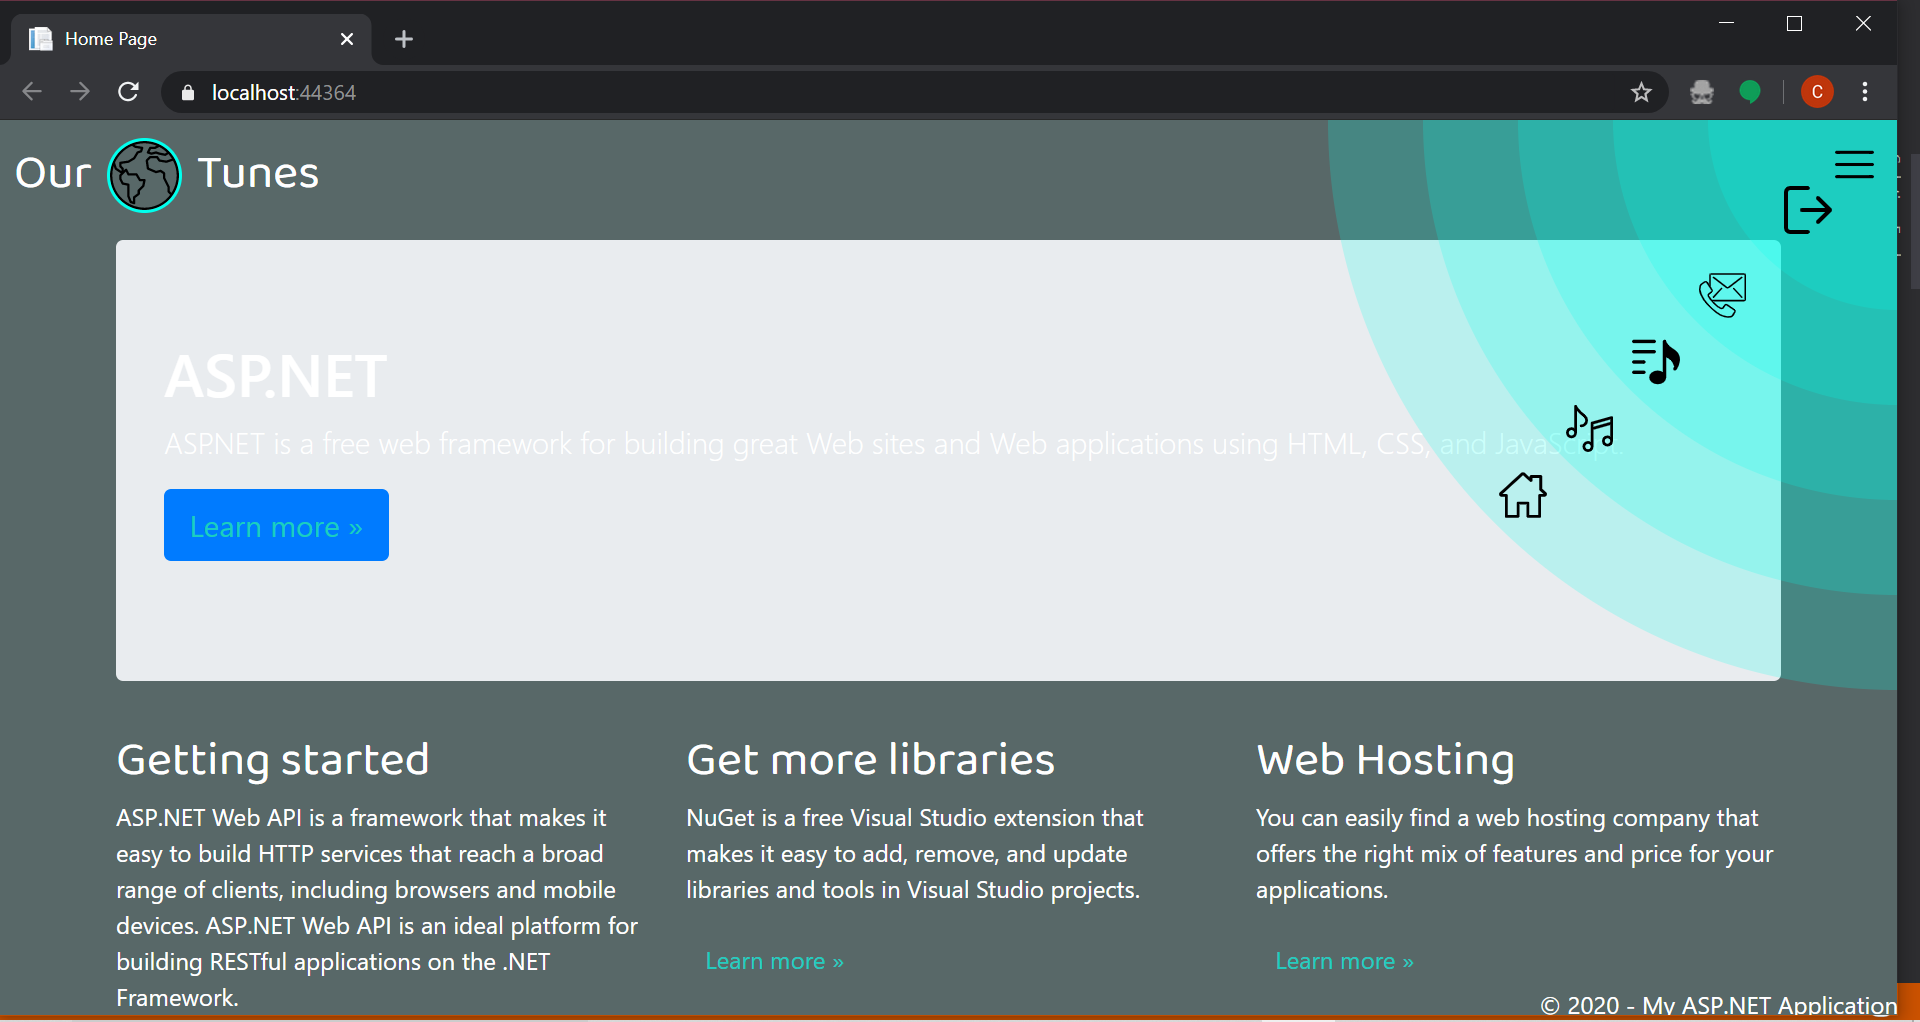 Home Page
localhost:44364
C
Our Tunes
ASP.NET
ASP.NET is a free web framework for building great Web sites and Web applications using HTML, CSS, and JavaScript.
Learn more »
Getting started
ASP.NET Web API is a framework that makes it
easy to build HTTP services that reach a broad
range of clients, including browsers and mobile
devices. ASP.NET Web API is an ideal platform for
building RESTful applications on the .NET
Framework.
Get more libraries
NuGet is a free Visual Studio extension that
makes it easy to add, remove, and update
libraries and tools in Visual Studio projects.
Learn more »
Web Hosting
You can easily find a web hosting company that
offers the right mix of features and price for your
applications.
Learn more »
© 2020 - My ASP.NET Application